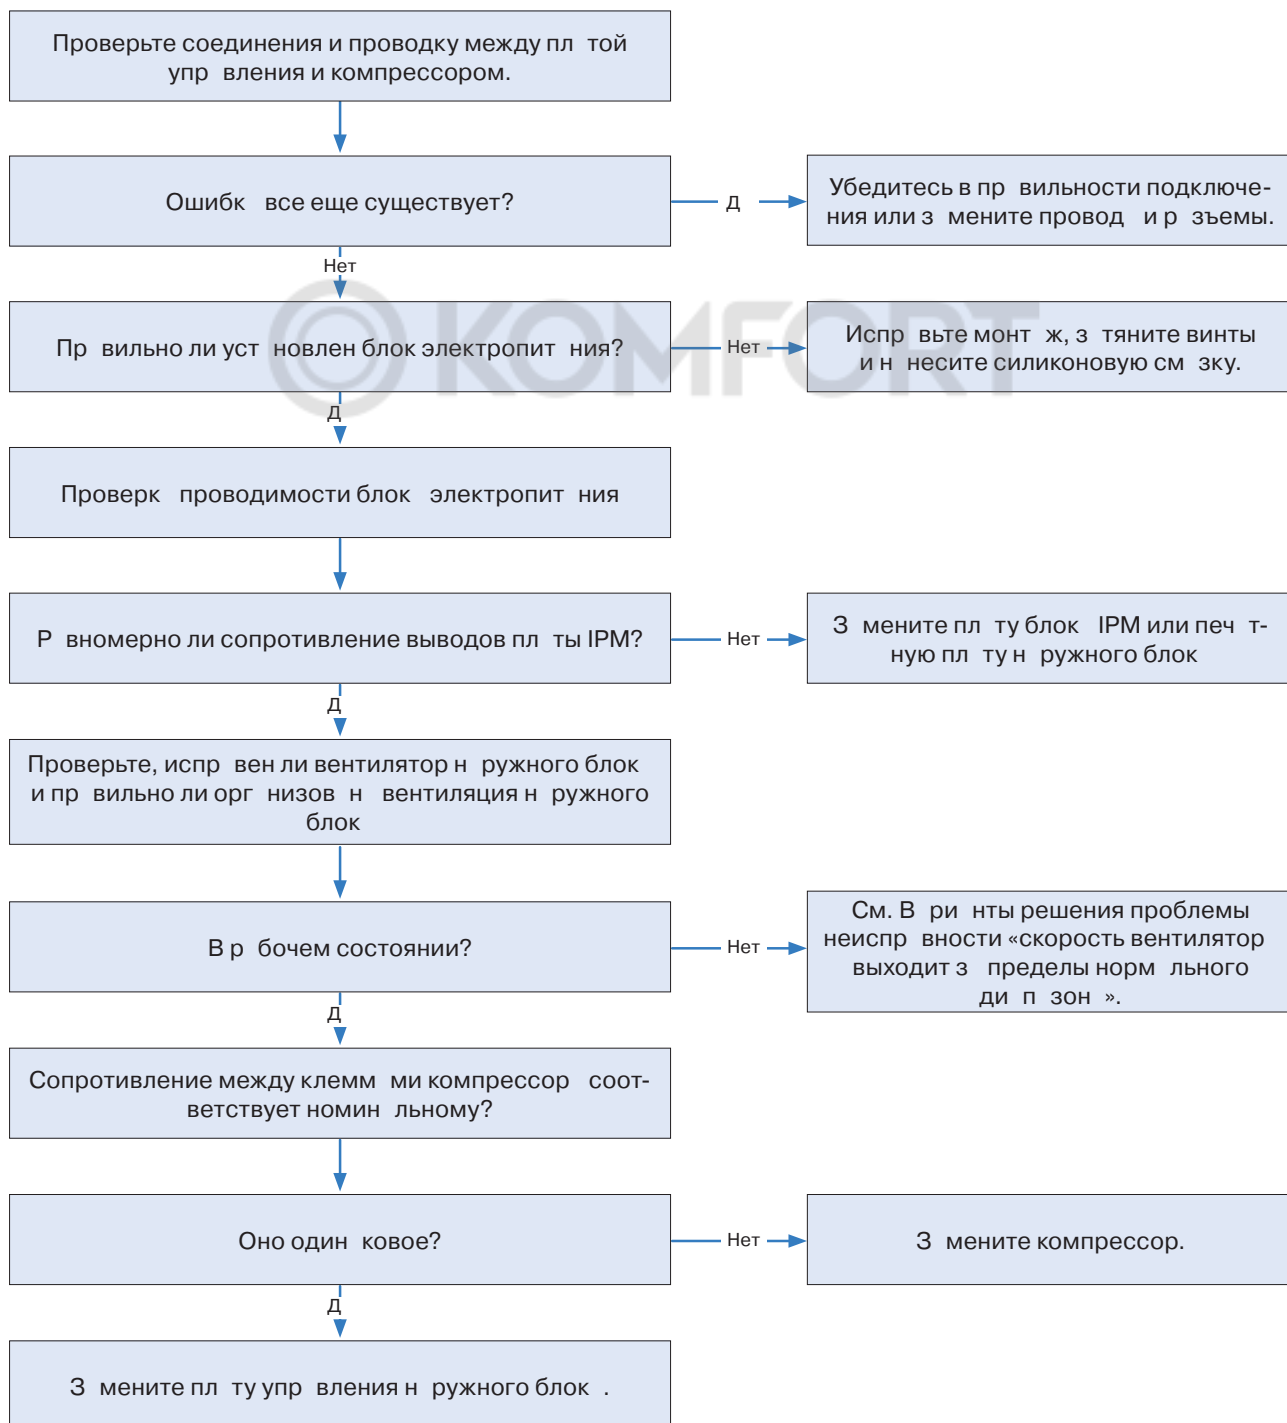 Проверьте соединения и проводку между пл той
упр вления и компрессором.
Ошибк все еще существует?
Д
Убедитесь в пр вильности подключе-
ния или з мените провод и р зъемы.
Нет
KOMFORT
Пр вильно ли уст новлен блок электропит ния?
Нет
Испр вьте монт ж, з тяните винты
и н несите силиконовую см зку.
Д
Проверк проводимости блок электропит ния
Р вномерно ли сопротивление выводов пл ты IPM?
Нет
З мените пл ту блок IPM или печ т-
ную пл ту н ружного блок
Д
Проверьте, испр вен ли вентилятор н ружного блок
и пр вильно ли орг низов н вентиляция н ружного
блок
В р бочем состоянии?
Нет
См. В ри нты решения проблемы
неиспр вности «скорость вентилятор
выходит з пределы норм льного
ди п зон ».
Д
Сопротивление между клемм ми компрессор соот-
ветствует номин льному?
Оно один ковое?
Нет
З мените компрессор.
Д
З мените пл ту упр вления н ружного блок .